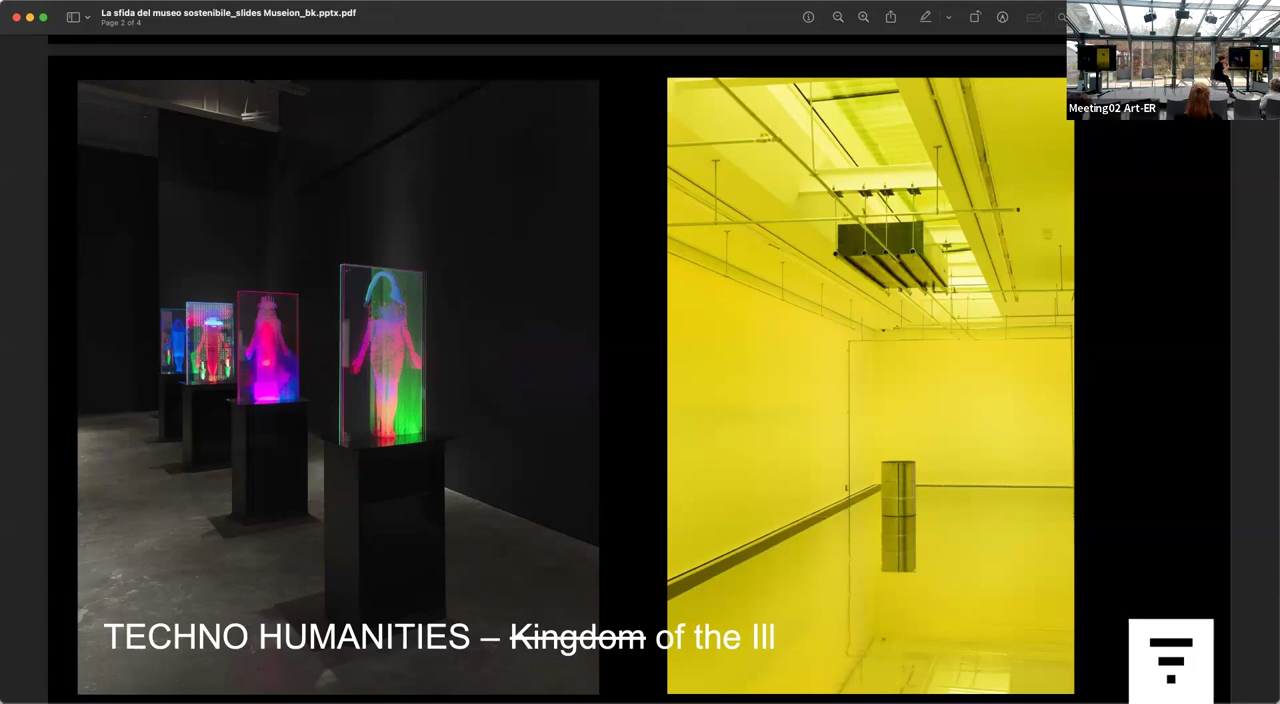 La sfida del museo sostenibile_slides Museion_bk.pptx.pdf
Page 2 of 4
Meeting02 Art-ER
TECHNO HUMANITIES – Kingdom of the Ill